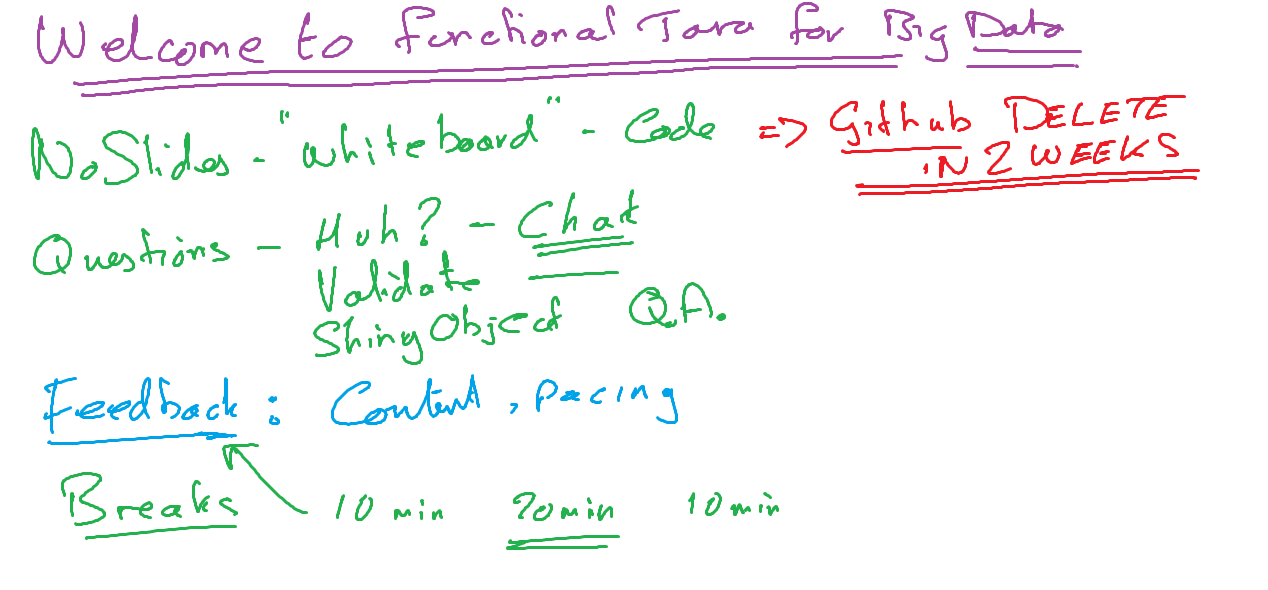 Welcome to Functional Java for Big Data
No Slides - "whiteboard" - Code => Github DELETE
IN 2 WEEKS
Questions - Huh? - Chat
Validate
Shiny Object Q.A.
Feedback: Content, Pacing
Breaks 10 min 20min 10min